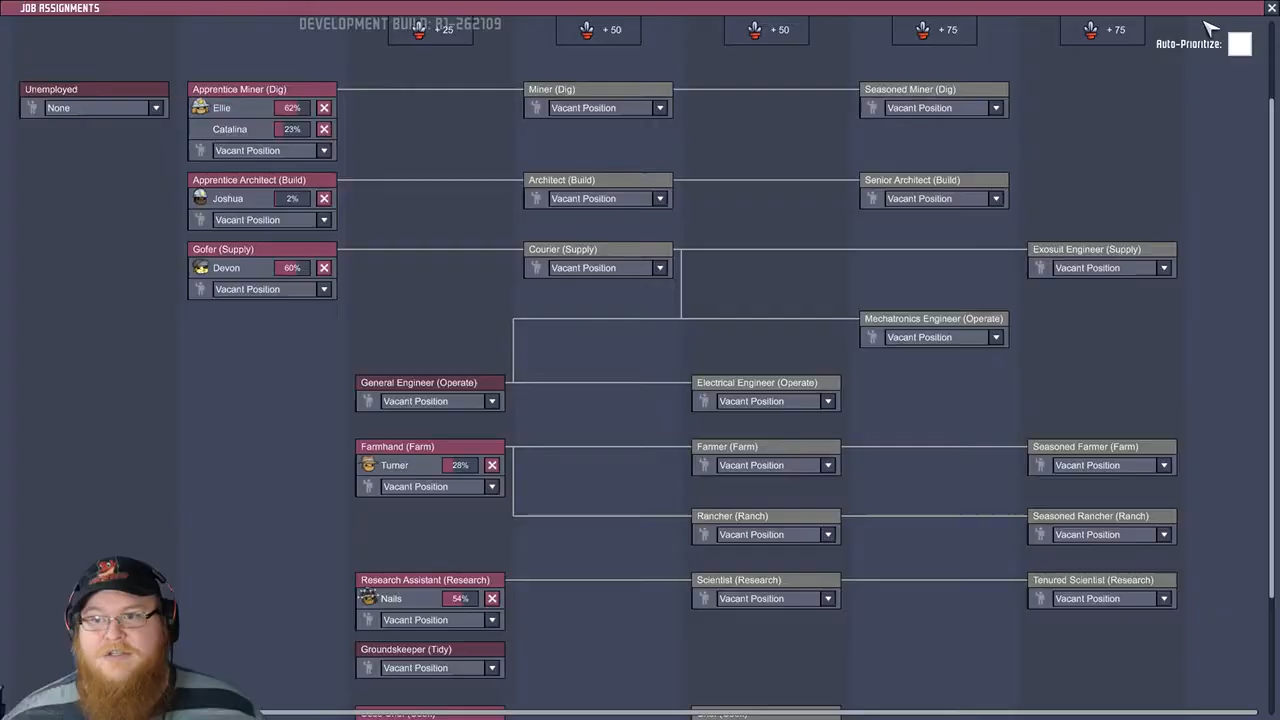 JOB ASSIGNMENTS
DEVELOPMENT BUILD: R1-262109
+ 25
+ 50
+ 50
+ 75
+ 75
Auto-Prioritize:
Unemployed
None
Apprentice Miner (Dig)
Ellie 62%
Catalina 23%
Vacant Position
Miner (Dig)
Vacant Position
Seasoned Miner (Dig)
Vacant Position
Apprentice Architect (Build)
Joshua 2%
Vacant Position
Architect (Build)
Vacant Position
Senior Architect (Build)
Vacant Position
Gofer (Supply)
Devon 60%
Vacant Position
Courier (Supply)
Vacant Position
Exosuit Engineer (Supply)
Vacant Position
Mechatronics Engineer (Operate)
Vacant Position
General Engineer (Operate)
Vacant Position
Electrical Engineer (Operate)
Vacant Position
Farmhand (Farm)
Turner 28%
Vacant Position
Farmer (Farm)
Vacant Position
Seasoned Farmer (Farm)
Vacant Position
Rancher (Ranch)
Vacant Position
Seasoned Rancher (Ranch)
Vacant Position
Research Assistant (Research)
Nails 54%
Vacant Position
Scientist (Research)
Vacant Position
Tenured Scientist (Research)
Vacant Position
Groundskeeper (Tidy)
Vacant Position